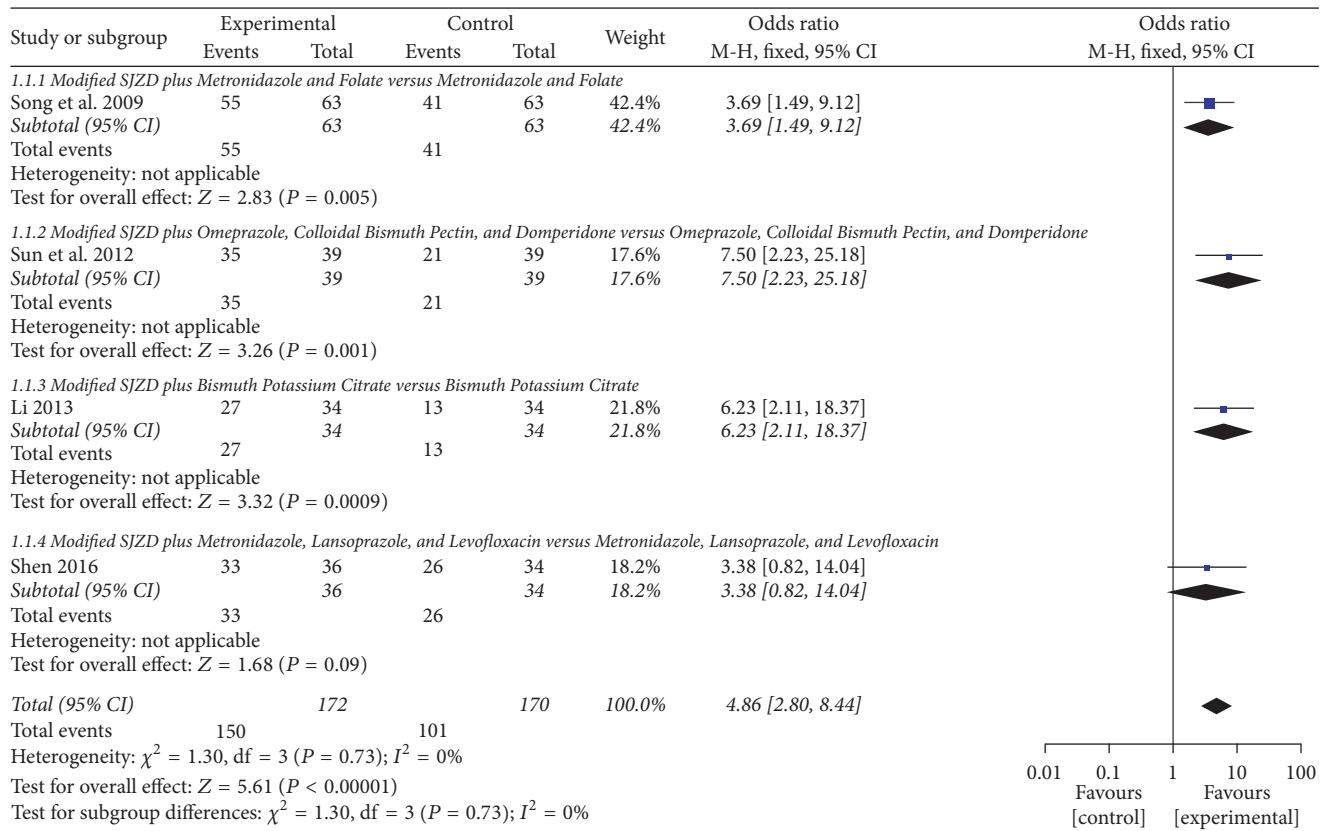 Study or subgroup Experimental Control Weight Odds ratio Odds ratio
Events Total Events Total M-H, fixed, 95% CI M-H, fixed, 95% CI
1.1.1 Modified SJZD plus Metronidazole and Folate versus Metronidazole and Folate
Song et al. 2009 55 63 41 63 42.4% 3.69 [1.49, 9.12]
Subtotal (95% CI) 63 63 42.4% 3.69 [1.49, 9.12]
Total events 55 41
Heterogeneity: not applicable
Test for overall effect: Z = 2.83 (P = 0.005)
1.1.2 Modified SJZD plus Omeprazole, Colloidal Bismuth Pectin, and Domperidone versus Omeprazole, Colloidal Bismuth Pectin, and Domperidone
Sun et al. 2012 35 39 21 39 17.6% 7.50 [2.23, 25.18]
Subtotal (95% CI) 39 39 17.6% 7.50 [2.23, 25.18]
Total events 35 21
Heterogeneity: not applicable
Test for overall effect: Z = 3.26 (P = 0.001)
1.1.3 Modified SJZD plus Bismuth Potassium Citrate versus Bismuth Potassium Citrate
Li 2013 27 34 13 34 21.8% 6.23 [2.11, 18.37]
Subtotal (95% CI) 34 34 21.8% 6.23 [2.11, 18.37]
Total events 27 13
Heterogeneity: not applicable
Test for overall effect: Z = 3.32 (P = 0.0009)
1.1.4 Modified SJZD plus Metronidazole, Lansoprazole, and Levofloxacin versus Metronidazole, Lansoprazole, and Levofloxacin
Shen 2016 33 36 26 34 18.2% 3.38 [0.82, 14.04]
Subtotal (95% CI) 36 34 18.2% 3.38 [0.82, 14.04]
Total events 33 26
Heterogeneity: not applicable
Test for overall effect: Z = 1.68 (P = 0.09)
Total (95% CI) 172 170 100.0% 4.86 [2.80, 8.44]
Total events 150 101
Heterogeneity: χ² = 1.30, df = 3 (P = 0.73); I² = 0%
Test for overall effect: Z = 5.61 (P < 0.00001)
Test for subgroup differences: χ² = 1.30, df = 3 (P = 0.73); I² = 0%
0.01 0.1 1 10 100
Favours Favours
[control] [experimental]